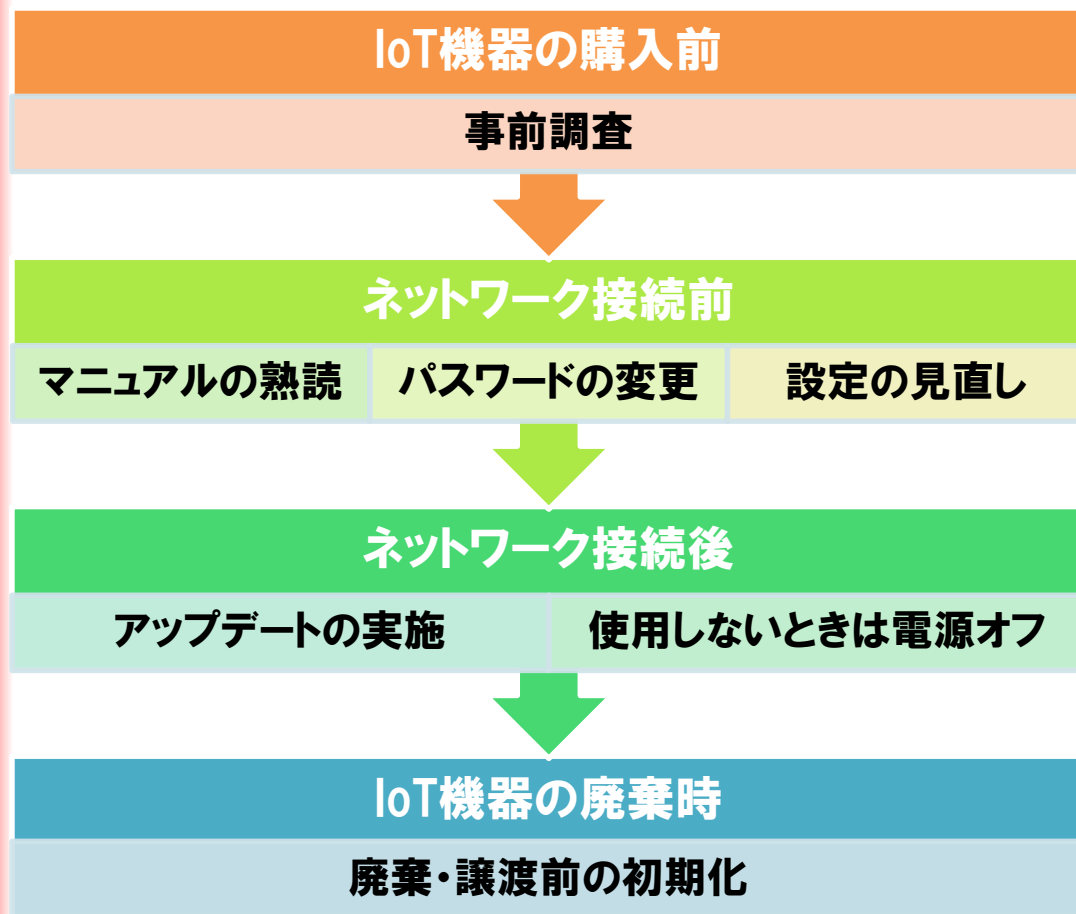 IoT機器の購入前
事前調査
ネットワーク接続前
マニュアルの熟読 パスワードの変更 設定の見直し
ネットワーク接続後
アップデートの実施 使用しないときは電源オフ
IoT機器の廃棄時
廃棄・譲渡前の初期化